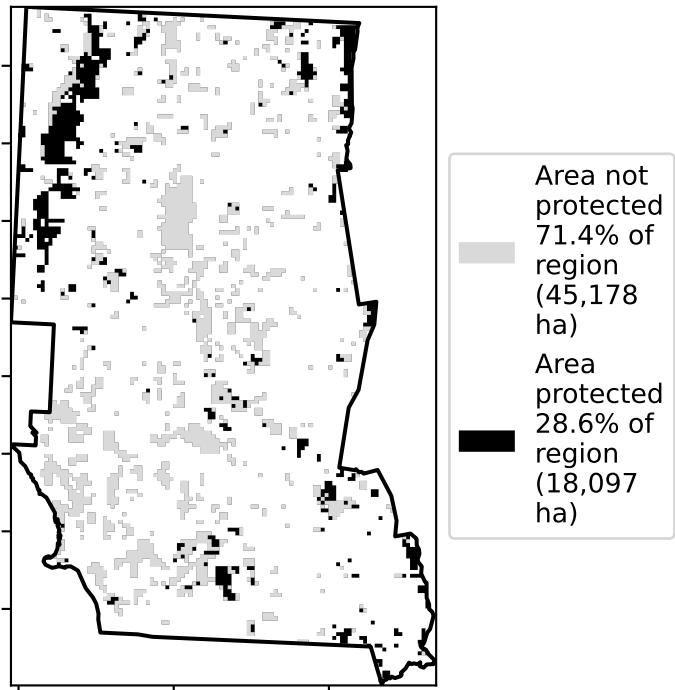 Area not
protected
71.4% of
region
(45,178
ha)
Area
protected
28.6% of
region
(18,097
ha)